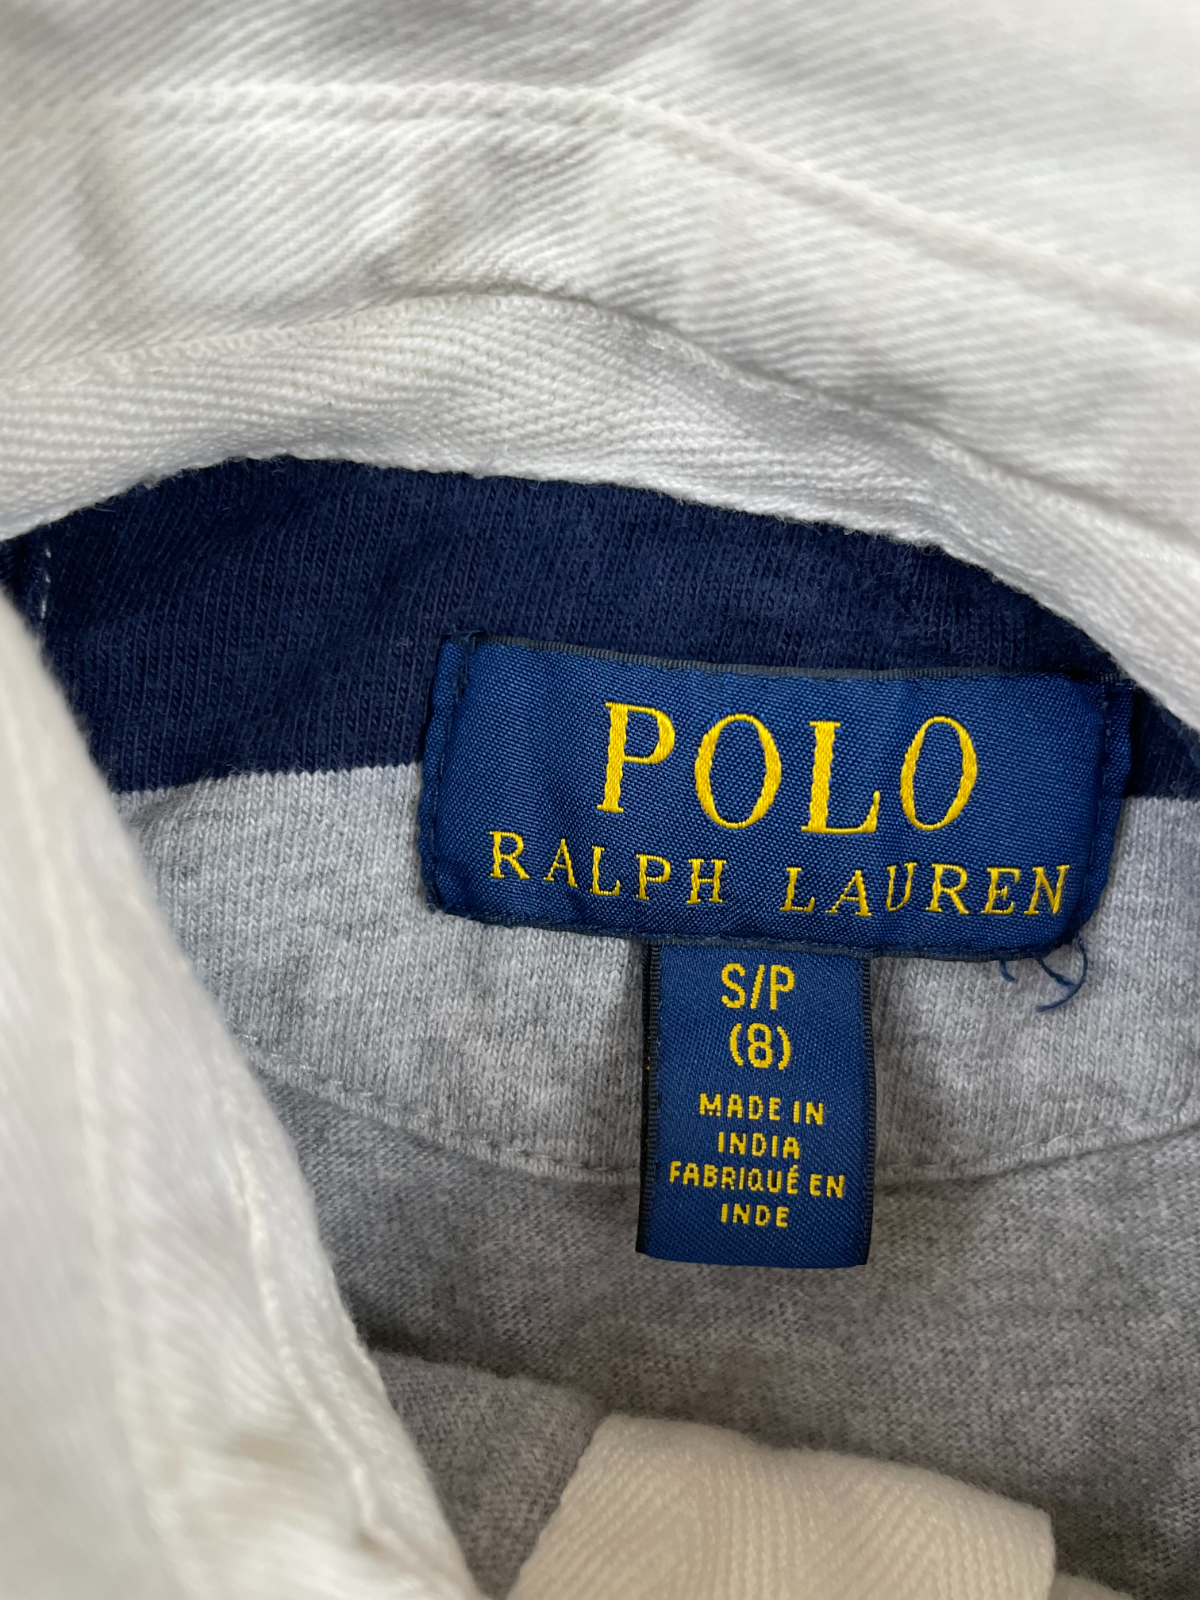 POLO
RALPH LAUREN
S/P
(8)
MADE IN
INDIA
FABRIQUÉ EN
INDE